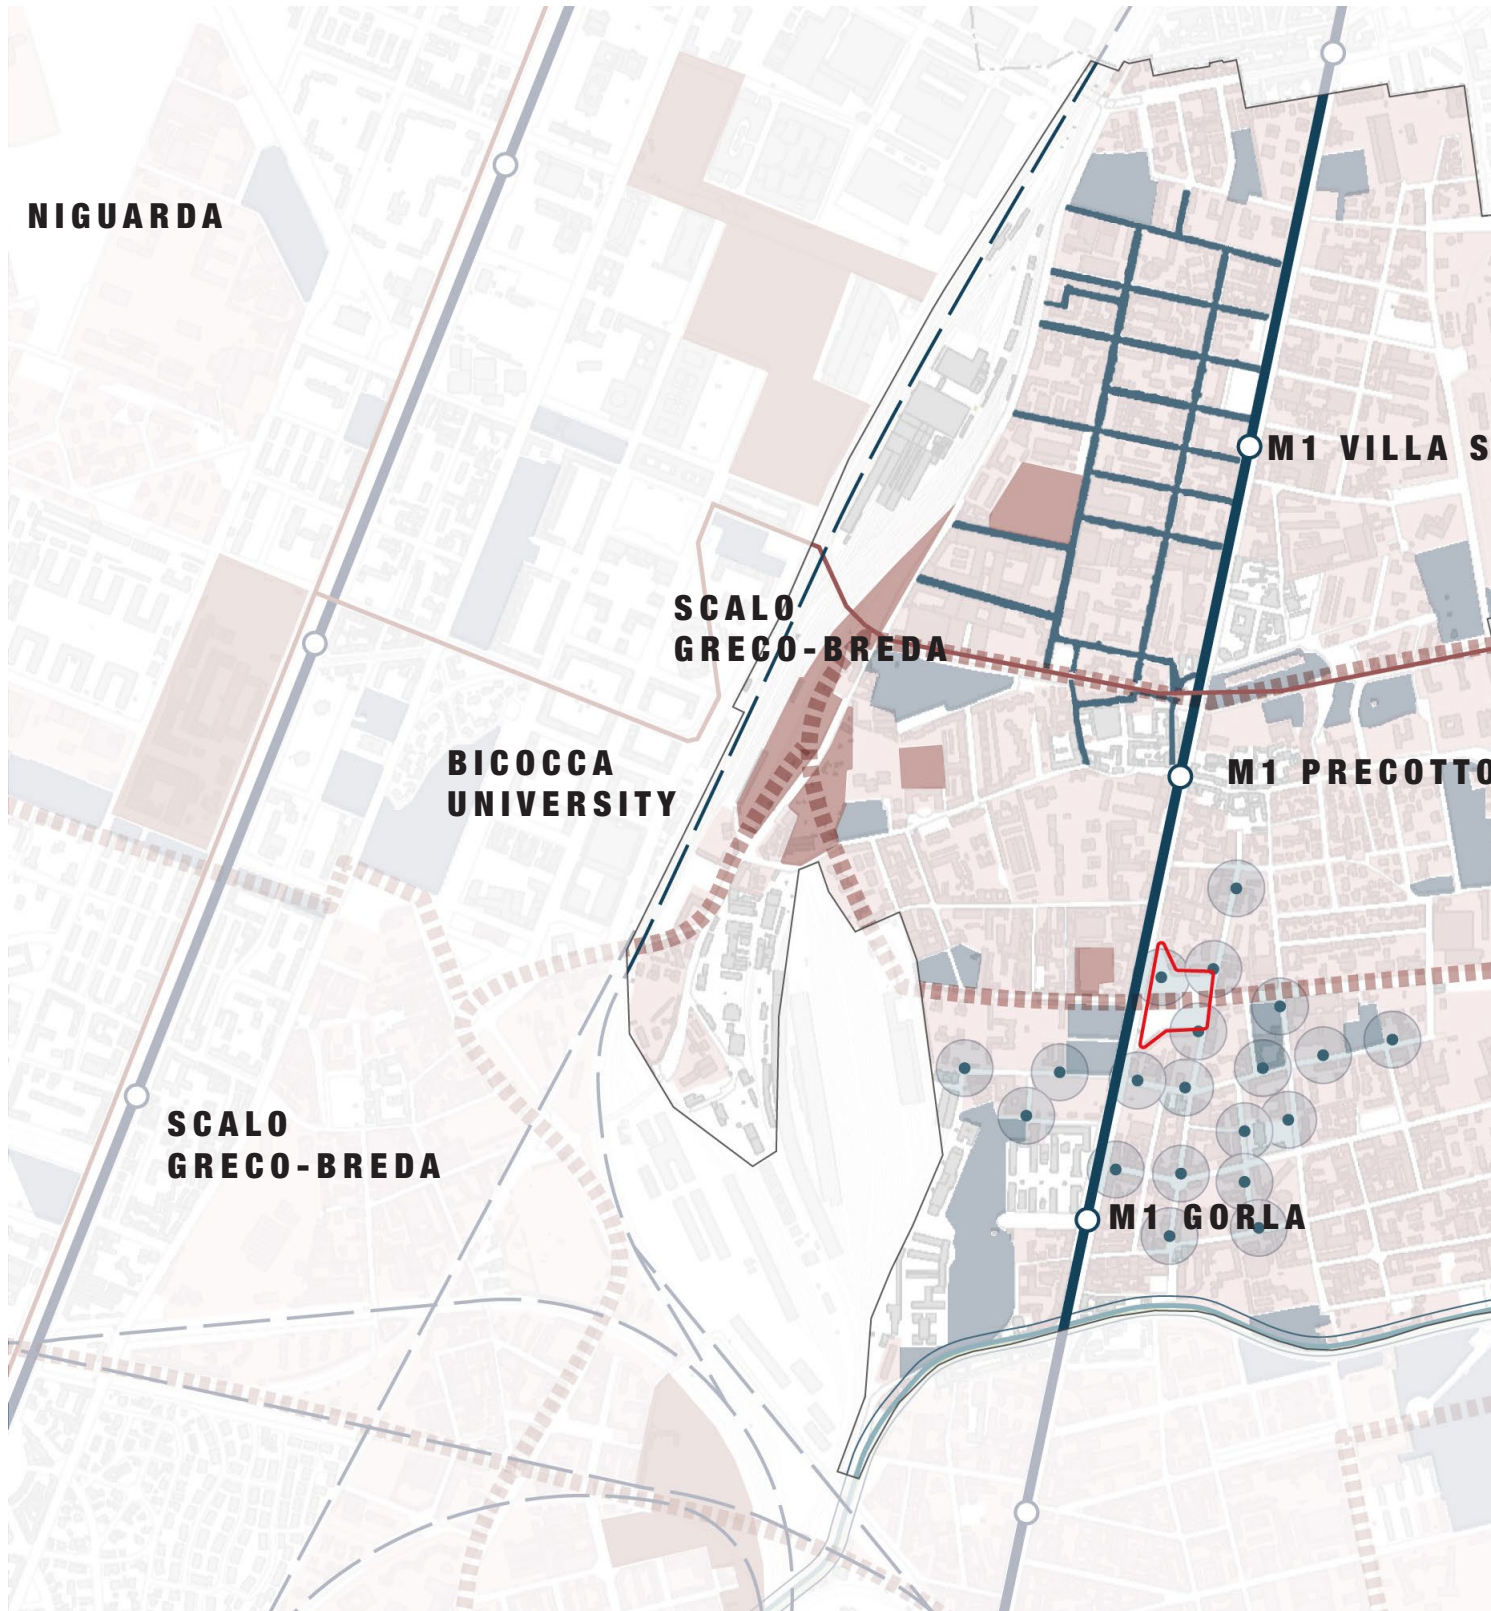 NIGUARDA
M1 VILLA S
SCALO
GRECO-BREDA
BICOCCA
UNIVERSITY
M1 PRECOTTO
SCALO
GRECO-BREDA
M1 GORLA